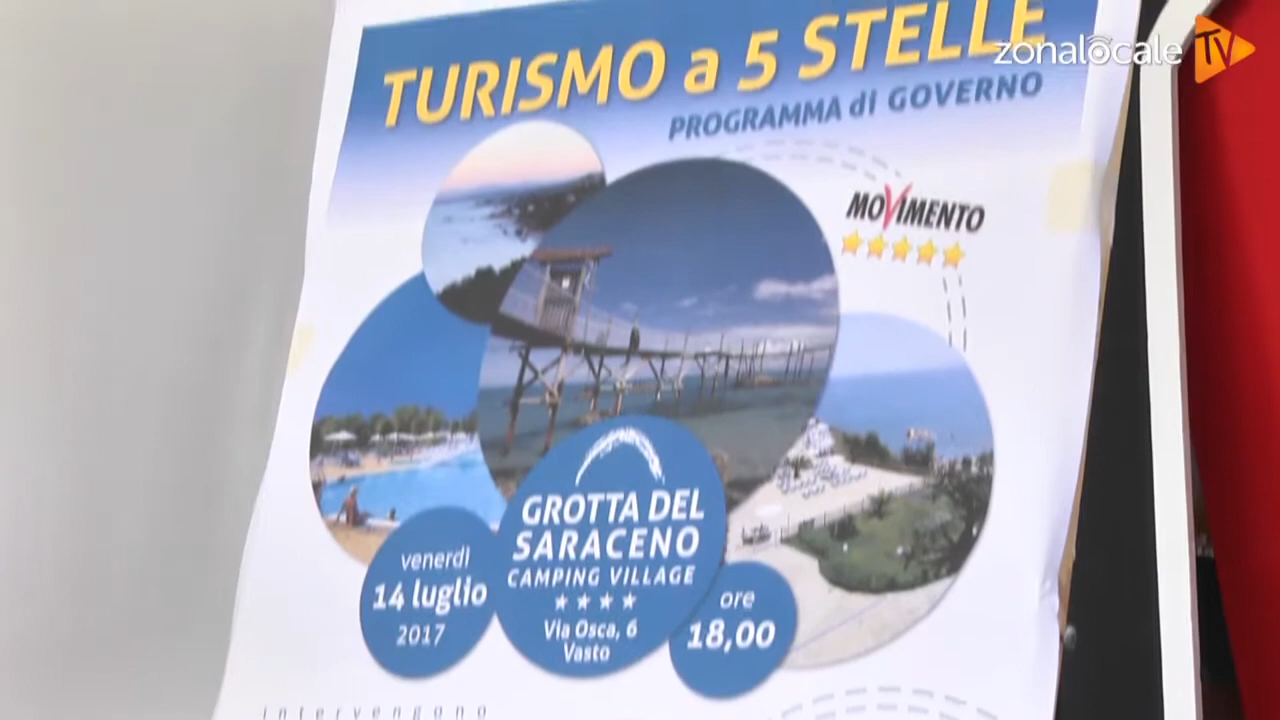 TURISMO a 5 STELLE
zonalocale TV
PROGRAMMA di GOVERNO
MOVIMENTO
GROTTA DEL
SARACENO
CAMPING VILLAGE
Via Osca, 6
Vasto
venerdì
14 luglio
2017
ore
18,00
intervengono